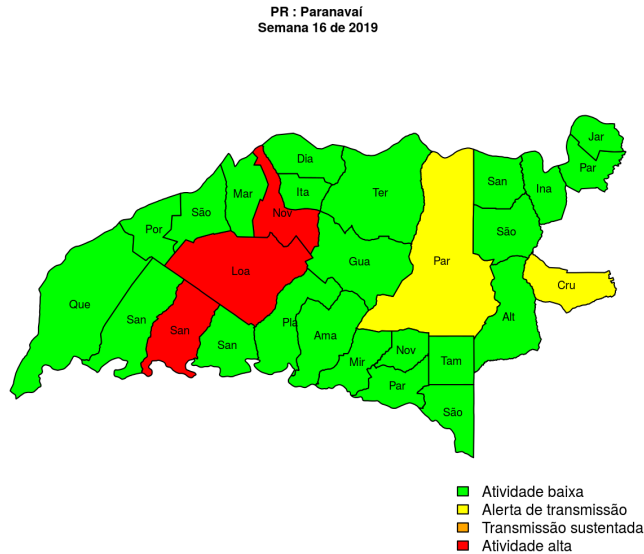 PR : Paranavaí
Semana 16 de 2019
Jar
Dia
Par
Mar
Ita
Ter
San
Ina
São
Nov
Por
São
Loa
Gua
Par
Cru
Que
San
San
San
Pla
Ama
Alt
Mir
Nov
Tam
Par
São
Atividade baixa
Alerta de transmissão
Transmissão sustentada
Atividade alta